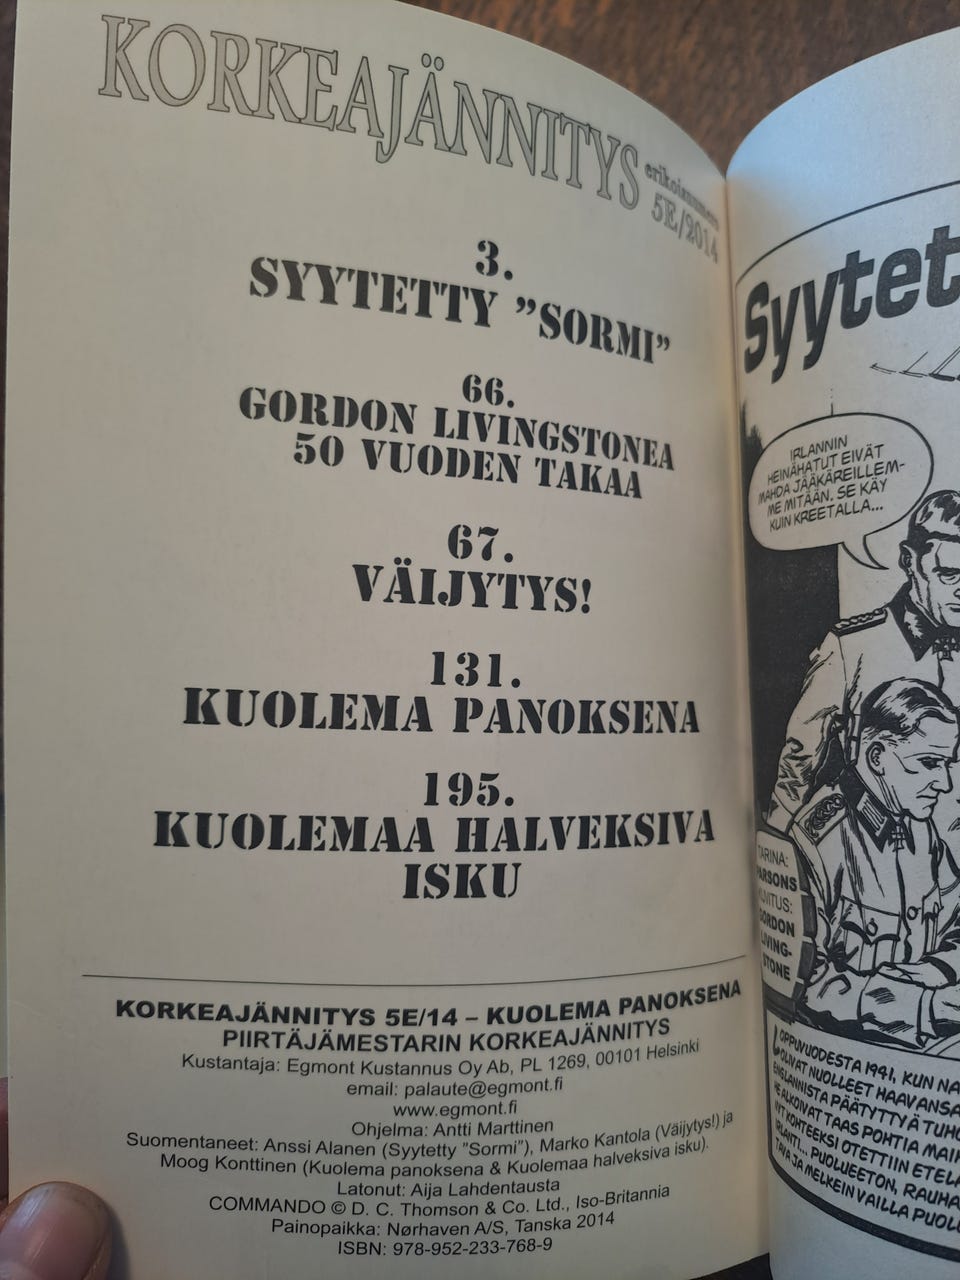 KORKEAJÄNNITYS
erikoisnumero
5E/2014
3.
SYYTETTY ”SORMI”
66.
GORDON LIVINGSTONEA
50 VUODEN TAKAA
67.
VÄIJYTYS!
131.
KUOLEMA PANOKSENA
195.
KUOLEMAA HALVEKSIVA
ISKU
KORKEAJÄNNITYS 5E/14 – KUOLEMA PANOKSENA
PIIRTÄJÄMESTARIN KORKEAJÄNNITYS
Kustantaja: Egmont Kustannus Oy Ab, PL 1269, 00101 Helsinki
email: palaute@egmont.fi
www.egmont.fi
Ohjelma: Antti Marttinen
Suomentaneet: Anssi Alanen (Syytetty ”Sormi”), Marko Kantola (Väijytys!) ja
Moog Konttinen (Kuolema panoksena & Kuolemaa halveksiva isku).
Latonut: Aija Lahdentausta
COMMANDO © D. C. Thomson & Co. Ltd., Iso-Britannia
Painopaikka: Nørhaven A/S, Tanska 2014
ISBN: 978-952-233-768-9
Syytet
IRLANNIN
HEINÄHATUT EIVÄT
MAHDA JÄÄKÄREILLEM-
ME MITÄÄN. SE KÄY
KUIN KREETALLA...
TARINA:
PARSONS
KUVITUS:
GORDON
LIVING-
STONE
LOPPUVUODESTA 1941, KUN NA
OLIVAT NUOLLEET HAAVANSA
ENGLANNISTA PÄÄTYTTYÄ TUHO
HE ALKOIVAT TAAS POHTIA MAIH
NYT KOHTEEKSI OTETTIIN ETELÄ
IRLANTI... PUOLUEETON, RAUHA
TAVA JA MELKEIN VAILLA PUOLU